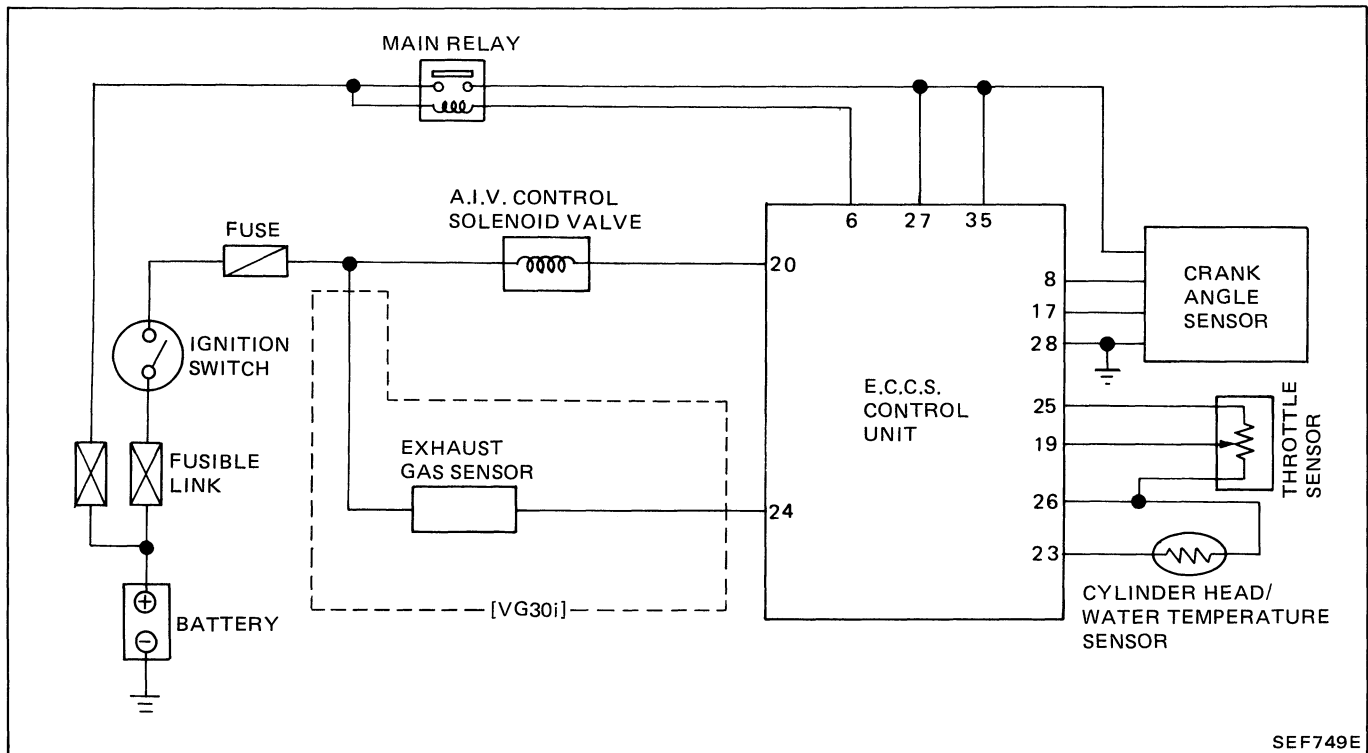 MAIN RELAY
A.I.V. CONTROL
SOLENOID VALVE
FUSE
6 27 35
20
8
17
28
CRANK
ANGLE
SENSOR
IGNITION
SWITCH
E.C.C.S.
CONTROL
UNIT
25
19
26
23
THROTTLE
SENSOR
EXHAUST
GAS SENSOR
FUSIBLE
LINK
24
CYLINDER HEAD/
WATER TEMPERATURE
SENSOR
[VG30i]
+
BATTERY
-
SEF749E